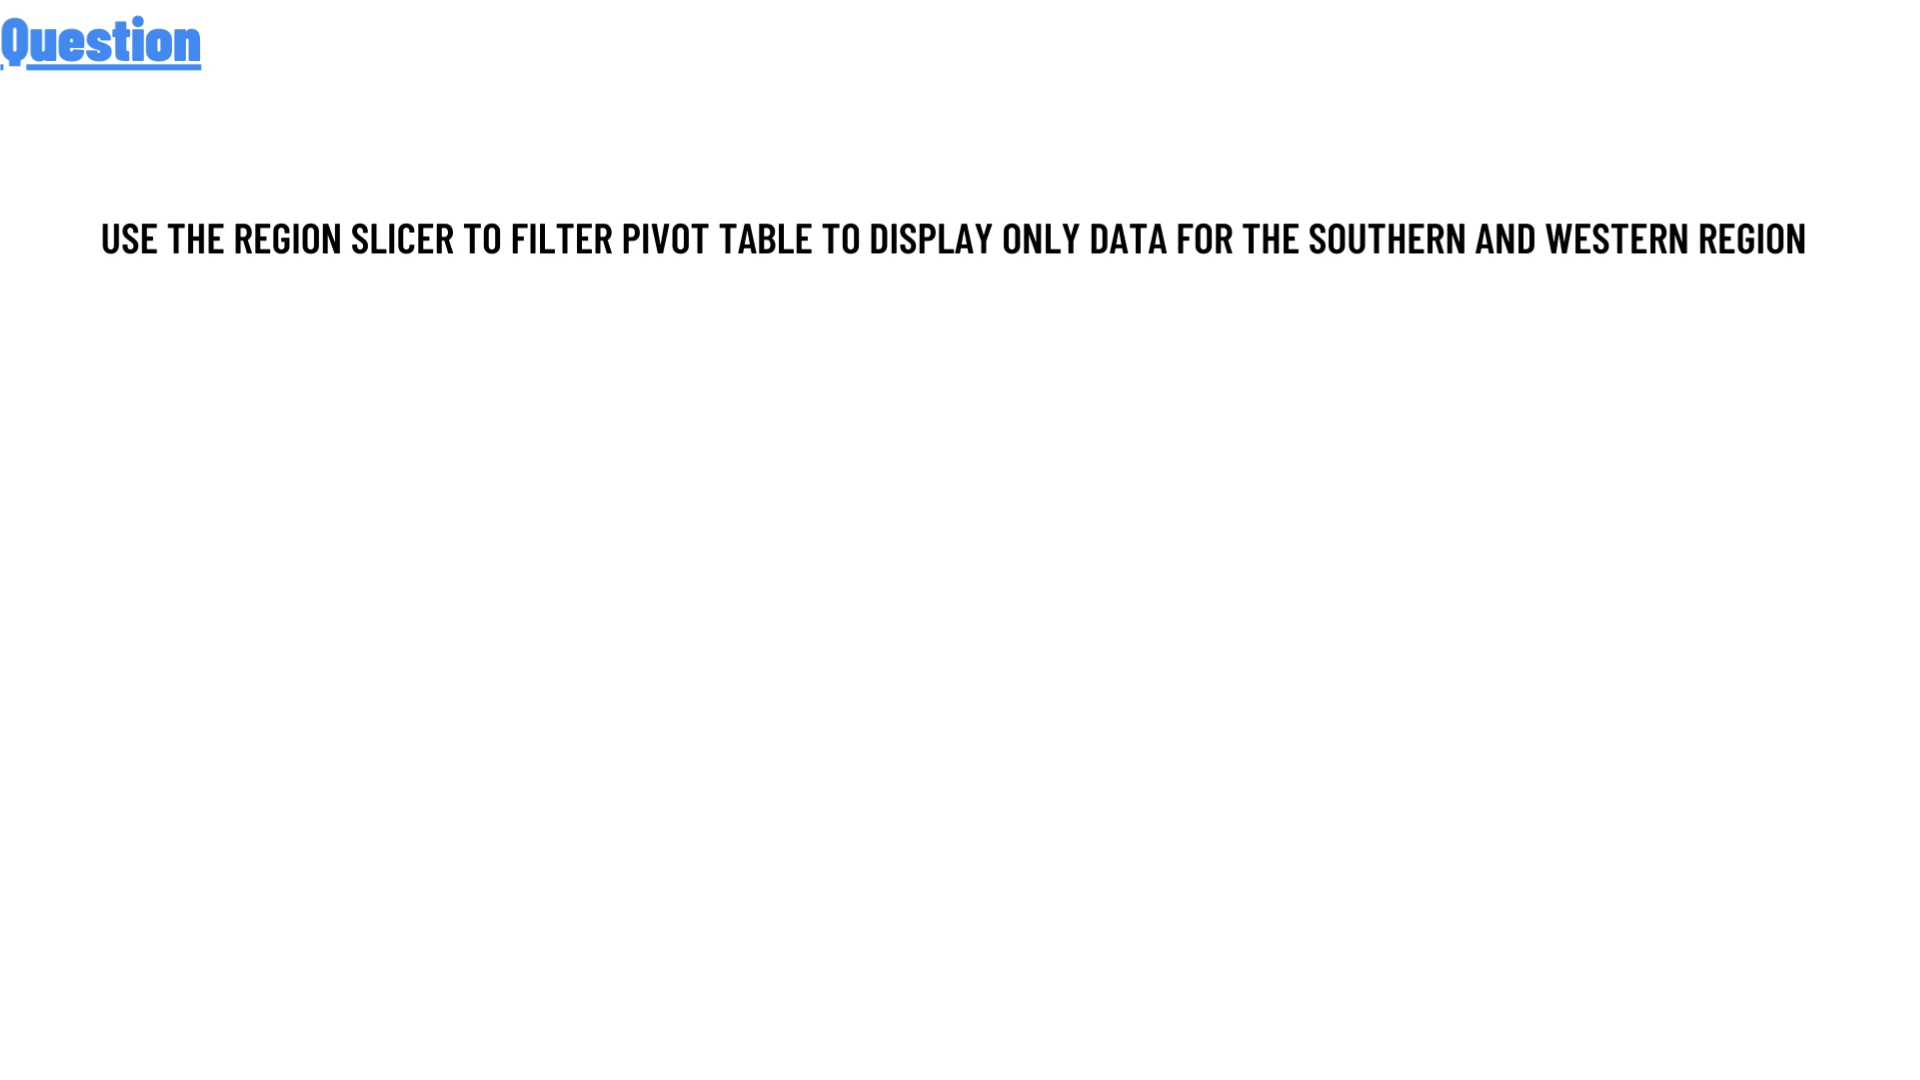 Question
USE THE REGION SLICER TO FILTER PIVOT TABLE TO DISPLAY ONLY DATA FOR THE SOUTHERN AND WESTERN REGION